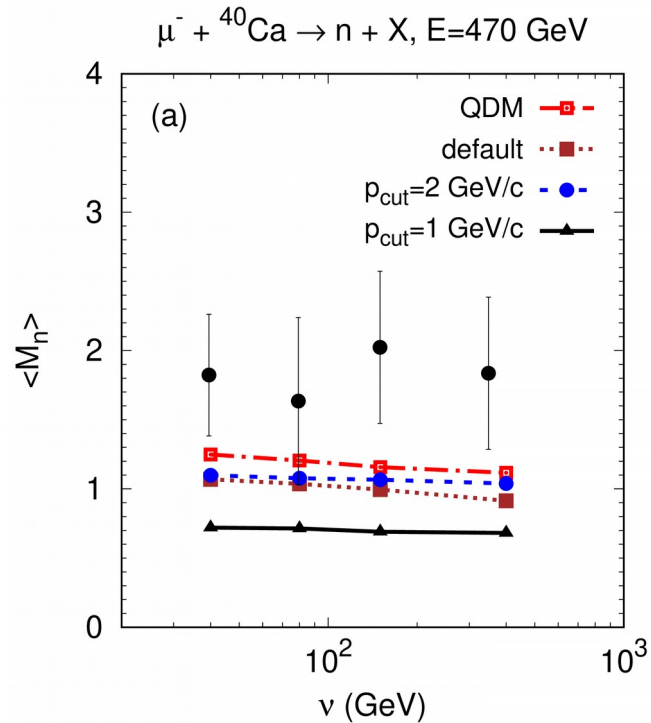 μ⁻ + ⁴⁰Ca → n + X, E=470 GeV
(a)
QDM
default
p_cut=2 GeV/c
p_cut=1 GeV/c
4
3
2
1
0
<M_n>
10²
10³
ν (GeV)